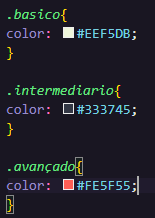 .basico{
color: #EEF5DB;
}

.intermediario{
color: #333745;
}

.avançado{
color: #FE5F55;
}